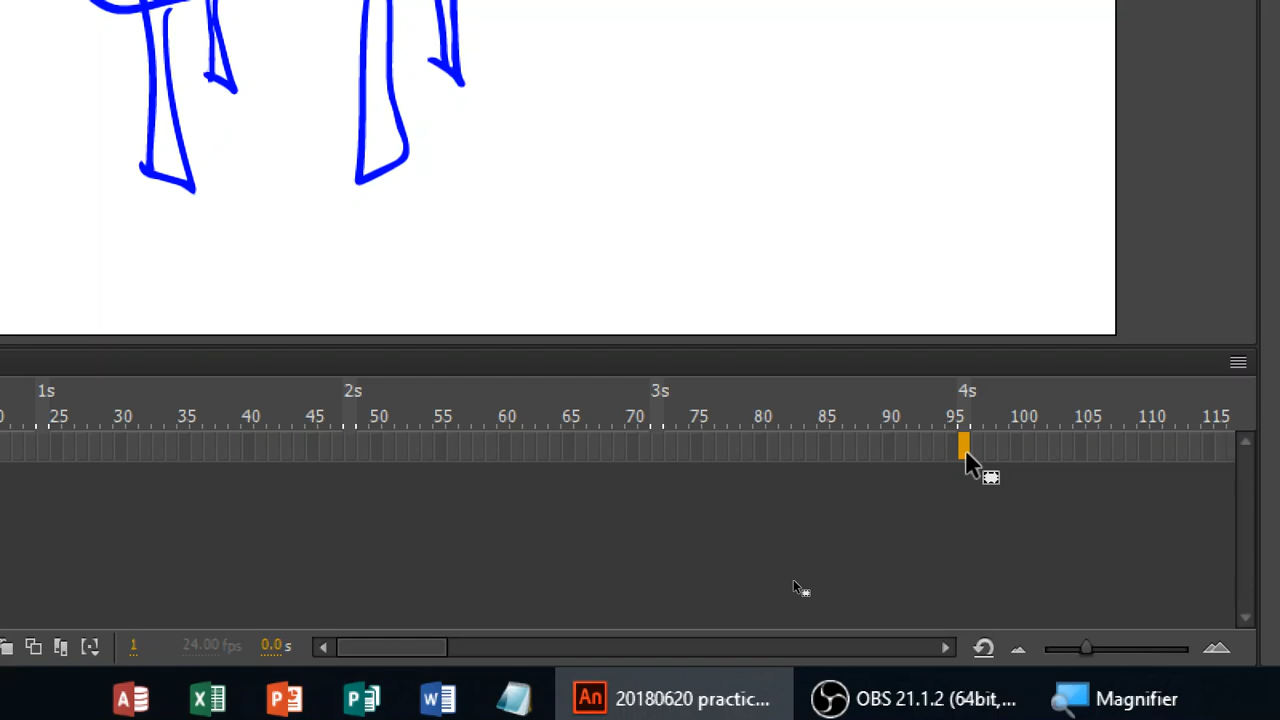 1s 2s 3s 4s
25 30 35 40 45 50 55 60 65 70 75 80 85 90 95 100 105 110 115
1 24.00 fps 0.0 s
An 20180620 practic... OBS 21.1.2 (64bit,... Magnifier